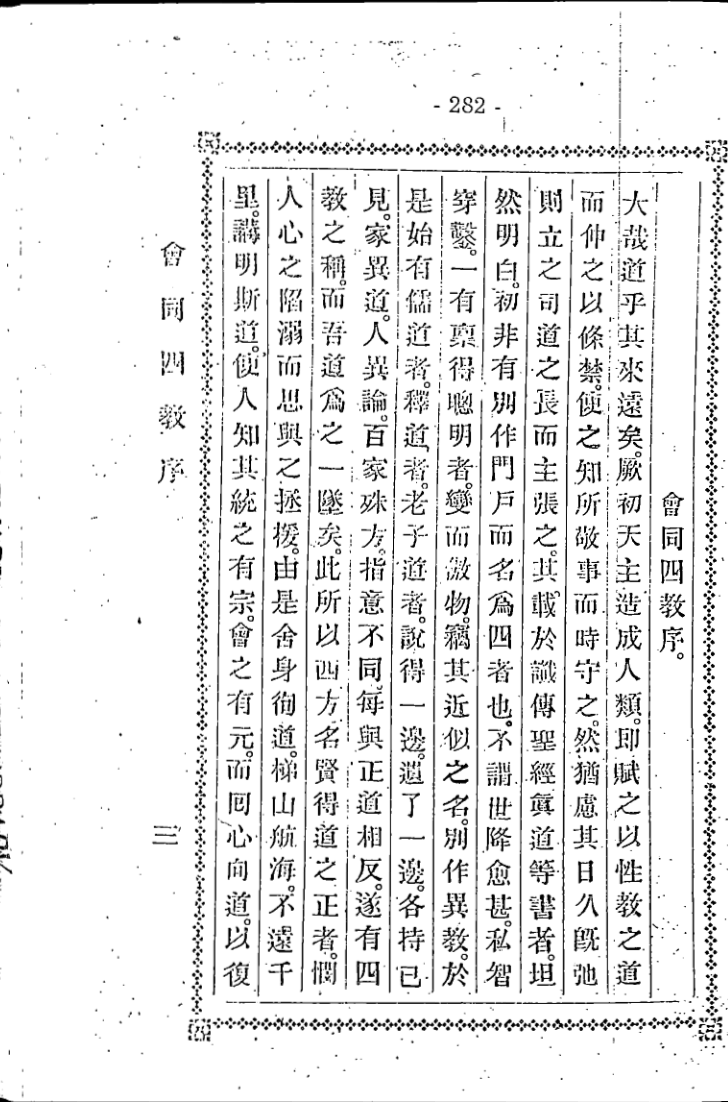 - 282 -
會同四教序。
大哉道乎其來遠矣。厥初天主造成人類。即賦之以性教之道
而伸之以條禁。使之知所敬事而時守之。然猶慮其日久旣弛
則立之司道之長而主張之。其載於讖傳聖經眞道等書者。坦
然明白。初非有別作門戶而名爲四者也。不謂世降愈甚。私智
穿鑿。一有稟得聰明者。變而倣物。竊其近似之名。別作異教。於
是始有儒道者。釋道者。老子道者。說得一邊。遺了一邊。各持已
見。家異道。人異論。百家殊方。指意不同每與正道相反。遂有四
教之稱。而吾道爲之一墜矣。此所以西方名賢得道之正者。憫
人心之陷溺而思與之拯援。由是舍身徇道。梯山航海。不遠千
里。講明斯道。使人知其統之有宗。會之有元。而囘心向道。以復
會同四教序
三